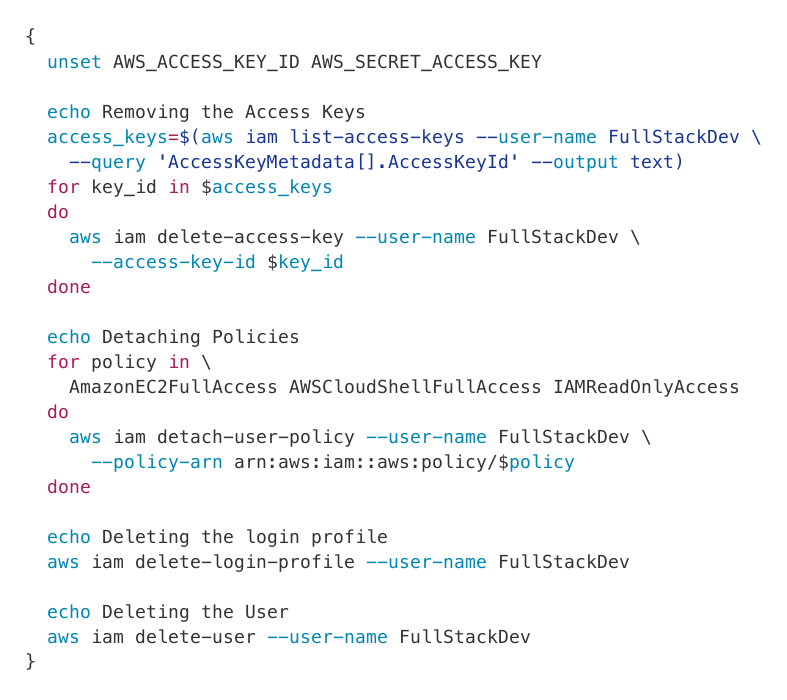 {
  unset AWS_ACCESS_KEY_ID AWS_SECRET_ACCESS_KEY

  echo Removing the Access Keys
  access_keys=$(aws iam list-access-keys --user-name FullStackDev \
    --query 'AccessKeyMetadata[].AccessKeyId' --output text)
  for key_id in $access_keys
  do
    aws iam delete-access-key --user-name FullStackDev \
      --access-key-id $key_id
  done

  echo Detaching Policies
  for policy in \
    AmazonEC2FullAccess AWSCloudShellFullAccess IAMReadOnlyAccess
  do
    aws iam detach-user-policy --user-name FullStackDev \
      --policy-arn arn:aws:iam::aws:policy/$policy
  done

  echo Deleting the login profile
  aws iam delete-login-profile --user-name FullStackDev

  echo Deleting the User
  aws iam delete-user --user-name FullStackDev
}